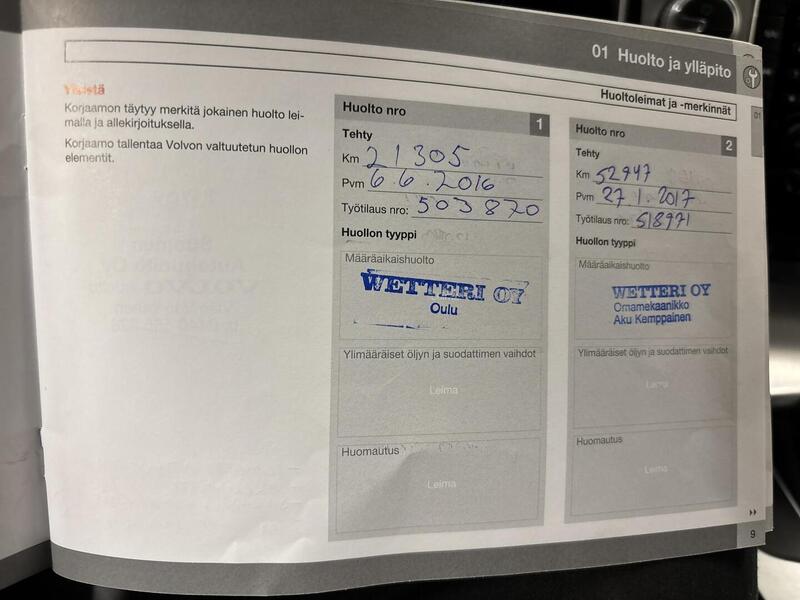 01 Huolto ja ylläpito
Huoltoleimat ja -merkinnät
01
Yleistä
Korjaamon täytyy merkitä jokainen huolto lei-
malla ja allekirjoituksella.
Korjaamo tallentaa Volvon valtuutetun huollon
elementit.
Huolto nro
1
Tehty
Km 21305
Pvm 6.6.2016
Työtilaus nro: 503870
Huollon tyyppi
Määräaikaishuolto
WETTERI OY
Oulu
Ylimääräiset öljyn ja suodattimen vaihdot
Leima
Huomautus
Leima
Huolto nro
2
Tehty
Km 52947
Pvm 27.1.2017
Työtilaus nro: 518971
Huollon tyyppi
Määräaikaishuolto
WETTERI OY
Omamekaanikko
Aku Kemppainen
Ylimääräiset öljyn ja suodattimen vaihdot
Leima
Huomautus
Leima
9